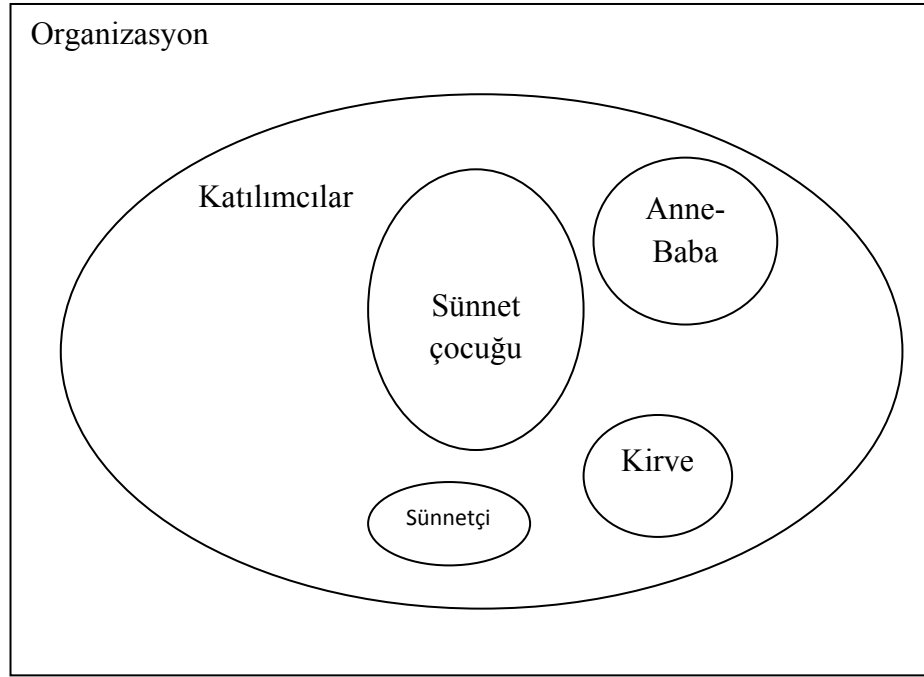 Organizasyon
Katılımcılar
Anne-
Baba
Sünnet
çocuğu
Kirve
Sünnetçi